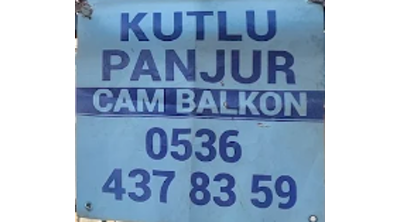 KUTLU
PANJUR
CAM BALKON
0536
437 83 59